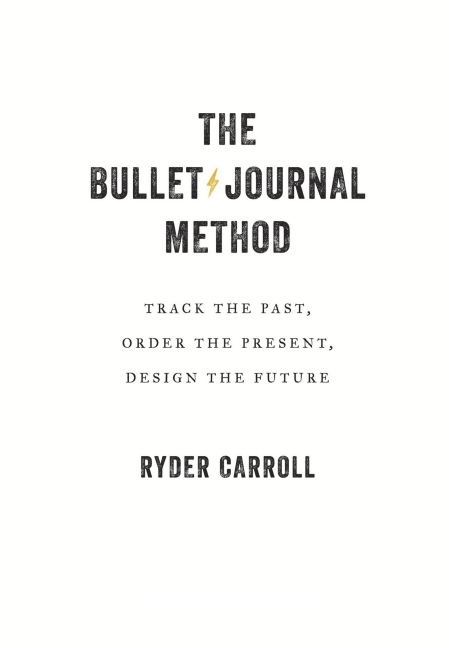 THE
BULLET JOURNAL
METHOD
TRACK THE PAST,
ORDER THE PRESENT,
DESIGN THE FUTURE
RYDER CARROLL